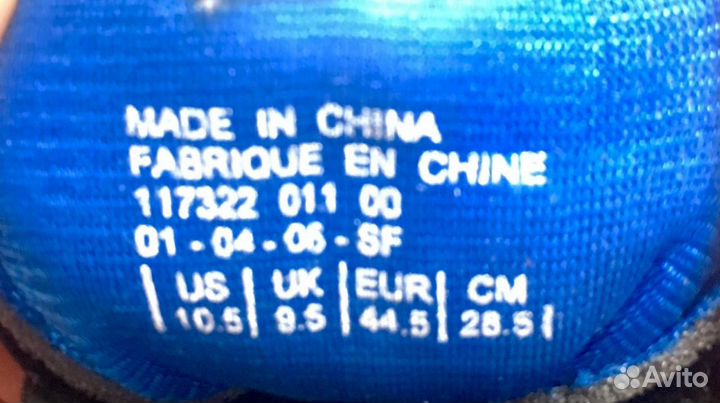 MADE IN CHINA
FABRIQUE EN CHINE
117322 011 00
01-04-06-SF
US UK EUR CM
10.5 9.5 44.5 28.5
Avito